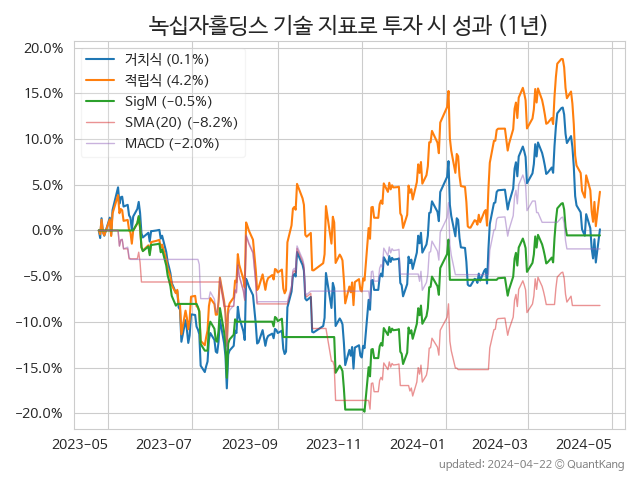 녹십자홀딩스 기술 지표로 투자 시 성과 (1년)
20.0%
15.0%
10.0%
5.0%
0.0%
−5.0%
−10.0%
−15.0%
−20.0%
거치식 (0.1%)
적립식 (4.2%)
SigM (−0.5%)
SMA(20) (−8.2%)
MACD (−2.0%)
2023-05 2023-07 2023-09 2023-11 2024-01 2024-03 2024-05
updated: 2024-04-22 © QuantKang